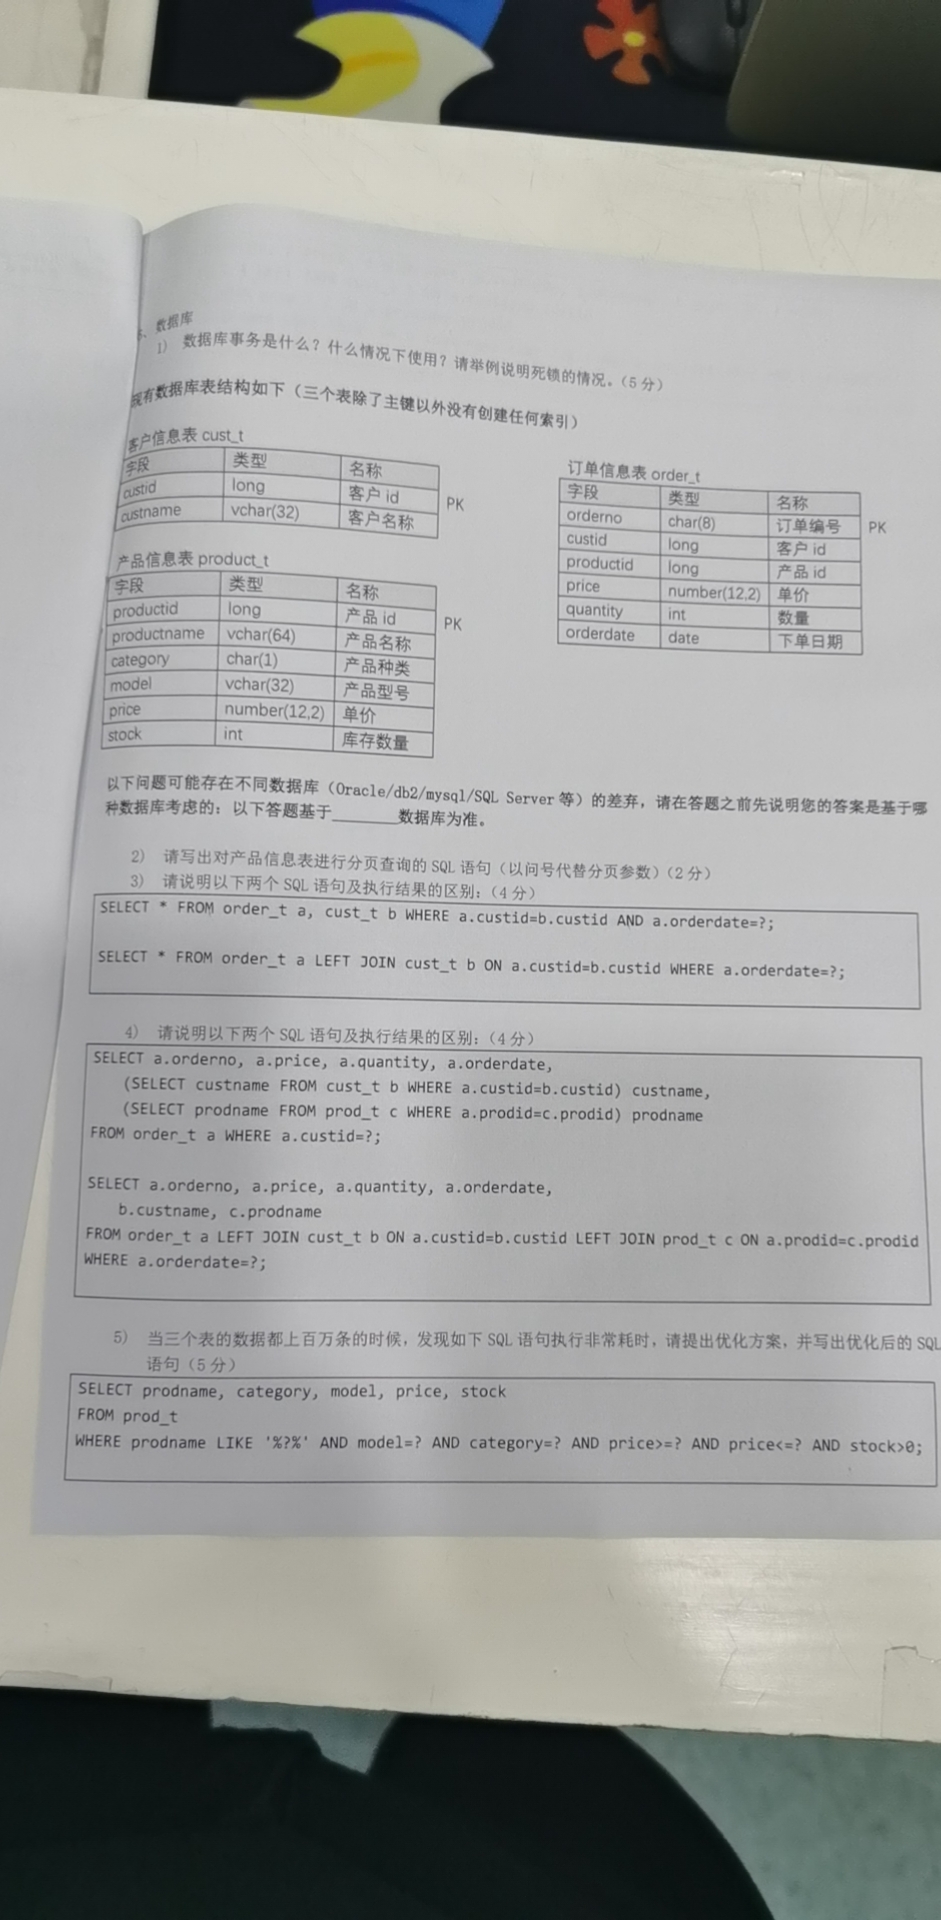 、数据库
1) 数据库事务是什么?什么情况下使用?请举例说明死锁的情况。(5分)
现有数据库表结构如下(三个表除了主键以外没有创建任何索引)
客户信息表 cust_t
字段 类型 名称
custid long 客户 id PK
custname vchar(32) 客户名称
产品信息表 product_t
字段 类型 名称
productid long 产品 id PK
productname vchar(64) 产品名称
category char(1) 产品种类
model vchar(32) 产品型号
price number(12,2) 单价
stock int 库存数量
订单信息表 order_t
字段 类型 名称
orderno char(8) 订单编号 PK
custid long 客户 id
productid long 产品 id
price number(12,2) 单价
quantity int 数量
orderdate date 下单日期
以下问题可能存在不同数据库(Oracle/db2/mysql/SQL Server 等)的差弃,请在答题之前先说明您的答案是基于哪
种数据库考虑的:以下答题基于______数据库为准。
2) 请写出对产品信息表进行分页查询的 SQL 语句(以问号代替分页参数)(2分)
3) 请说明以下两个 SQL 语句及执行结果的区别:(4分)
SELECT * FROM order_t a, cust_t b WHERE a.custid=b.custid AND a.orderdate=?;
SELECT * FROM order_t a LEFT JOIN cust_t b ON a.custid=b.custid WHERE a.orderdate=?;
4) 请说明以下两个 SQL 语句及执行结果的区别:(4分)
SELECT a.orderno, a.price, a.quantity, a.orderdate,
(SELECT custname FROM cust_t b WHERE a.custid=b.custid) custname,
(SELECT prodname FROM prod_t c WHERE a.prodid=c.prodid) prodname
FROM order_t a WHERE a.custid=?;
SELECT a.orderno, a.price, a.quantity, a.orderdate,
b.custname, c.prodname
FROM order_t a LEFT JOIN cust_t b ON a.custid=b.custid LEFT JOIN prod_t c ON a.prodid=c.prodid
WHERE a.orderdate=?;
5) 当三个表的数据都上百万条的时候,发现如下 SQL 语句执行非常耗时,请提出优化方案,并写出优化后的 SQL
语句(5分)
SELECT prodname, category, model, price, stock
FROM prod_t
WHERE prodname LIKE '%?%' AND model=? AND category=? AND price>=? AND price<=? AND stock>0;